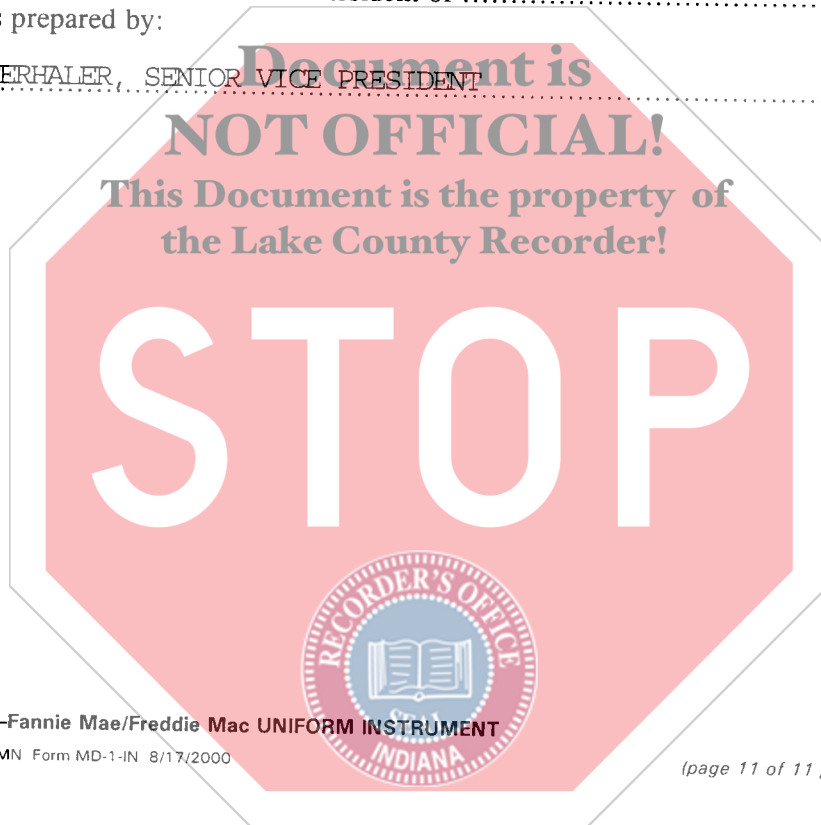 s prepared by:
ERHALER, SENIOR VICE PRESIDENT
Document is
NOT OFFICIAL!
This Document is the property of
the Lake County Recorder!
STOP
RECORDER'S OFFICE
SEAL
INDIANA
–Fannie Mae/Freddie Mac UNIFORM INSTRUMENT
MN Form MD-1-IN 8/17/2000
(page 11 of 11